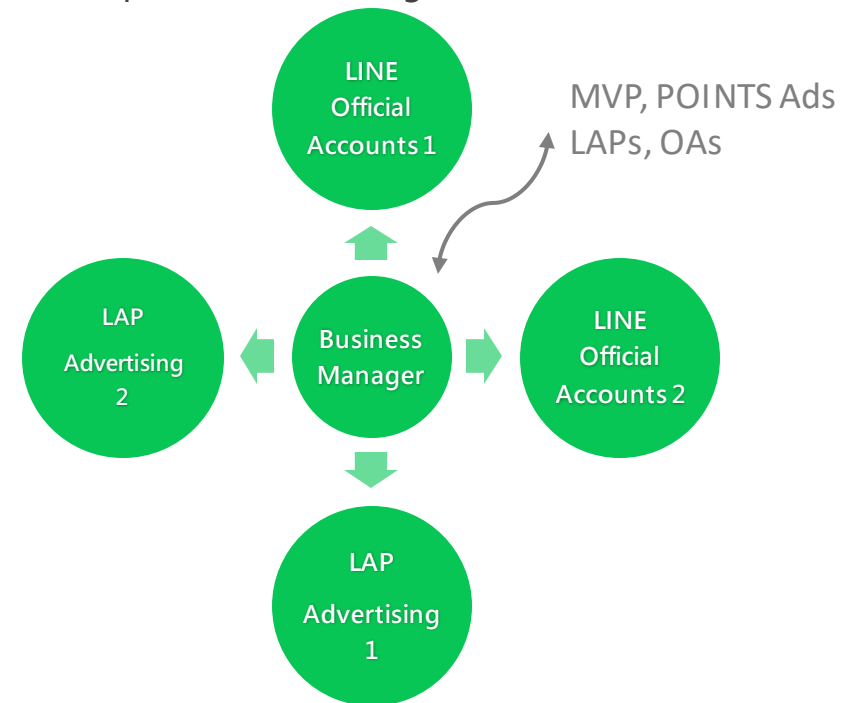 LINE
Official
Accounts 1
MVP, POINTS Ads
LAPs, OAs
LAP
Advertising
2
Business
Manager
LINE
Official
Accounts 2
LAP
Advertising
1